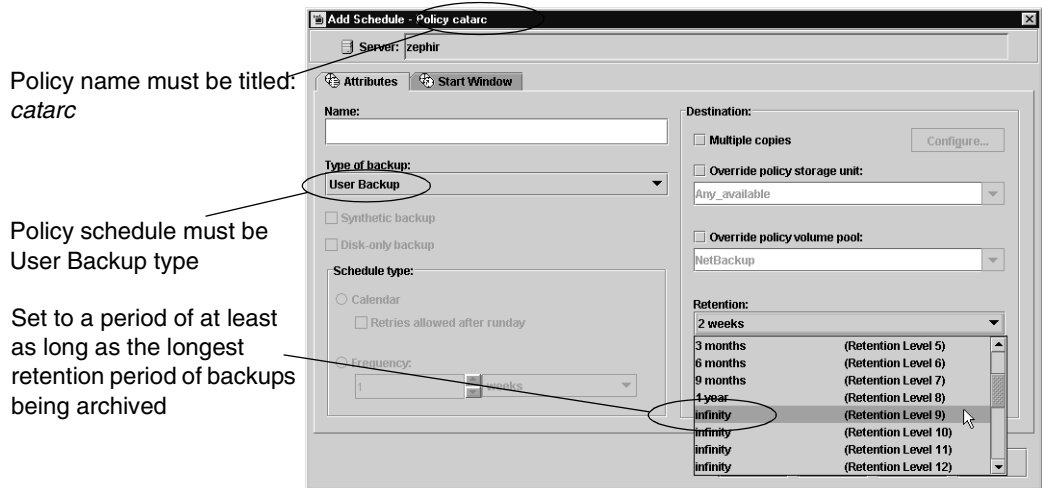 Add Schedule - Policy catarc
Server: zephir
Policy name must be titled:
catarc
Attributes
Start Window
Name:
Type of backup:
User Backup
Synthetic backup
Disk-only backup
Policy schedule must be
User Backup type
Schedule type:
Calendar
Retries allowed after runday
Frequency:
1
weeks
Set to a period of at least
as long as the longest
retention period of backups
being archived
Destination:
Multiple copies
Configure...
Override policy storage unit:
Any_available
Override policy volume pool:
NetBackup
Retention:
2 weeks
3 months (Retention Level 5)
6 months (Retention Level 6)
9 months (Retention Level 7)
1 year (Retention Level 8)
infinity (Retention Level 9)
infinity (Retention Level 10)
infinity (Retention Level 11)
infinity (Retention Level 12)